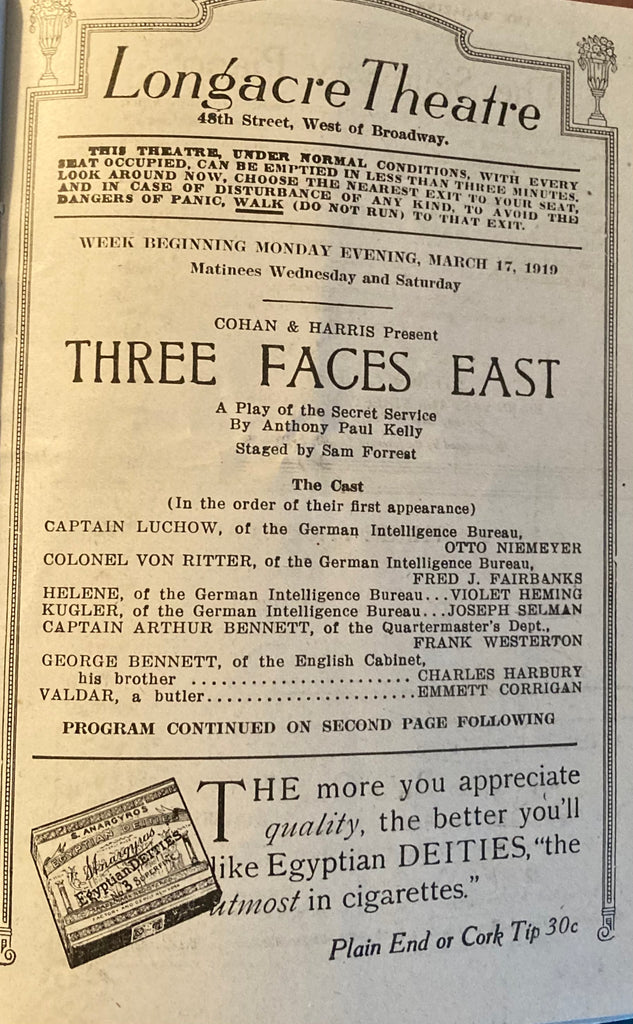 Longacre Theatre
48th Street, West of Broadway.
THIS THEATRE, UNDER NORMAL CONDITIONS, WITH EVERY
SEAT OCCUPIED, CAN BE EMPTIED IN LESS THAN THREE MINUTES.
LOOK AROUND NOW, CHOOSE THE NEAREST EXIT TO YOUR SEAT,
AND IN CASE OF DISTURBANCE OF ANY KIND, TO AVOID THE
DANGERS OF PANIC, WALK (DO NOT RUN) TO THAT EXIT.
WEEK BEGINNING MONDAY EVENING, MARCH 17, 1919
Matinees Wednesday and Saturday
COHAN & HARRIS Present
THREE FACES EAST
A Play of the Secret Service
By Anthony Paul Kelly
Staged by Sam Forrest
The Cast
(In the order of their first appearance)
CAPTAIN LUCHOW, of the German Intelligence Bureau,
OTTO NIEMEYER
COLONEL VON RITTER, of the German Intelligence Bureau,
FRED J. FAIRBANKS
HELENE, of the German Intelligence Bureau...VIOLET HEMING
KUGLER, of the German Intelligence Bureau...JOSEPH SELMAN
CAPTAIN ARTHUR BENNETT, of the Quartermaster's Dept.,
FRANK WESTERTON
GEORGE BENNETT, of the English Cabinet,
his brother ....................... CHARLES HARBURY
VALDAR, a butler.......................EMMETT CORRIGAN
PROGRAM CONTINUED ON SECOND PAGE FOLLOWING
THE more you appreciate
quality, the better you'll
like Egyptian DEITIES, "the
utmost in cigarettes."
Plain End or Cork Tip 30c
S. ANARGYROS
EGYPTIAN DEITIES
S. Anargyros
Egyptian DEITIES
No. 3 SUPERFINE